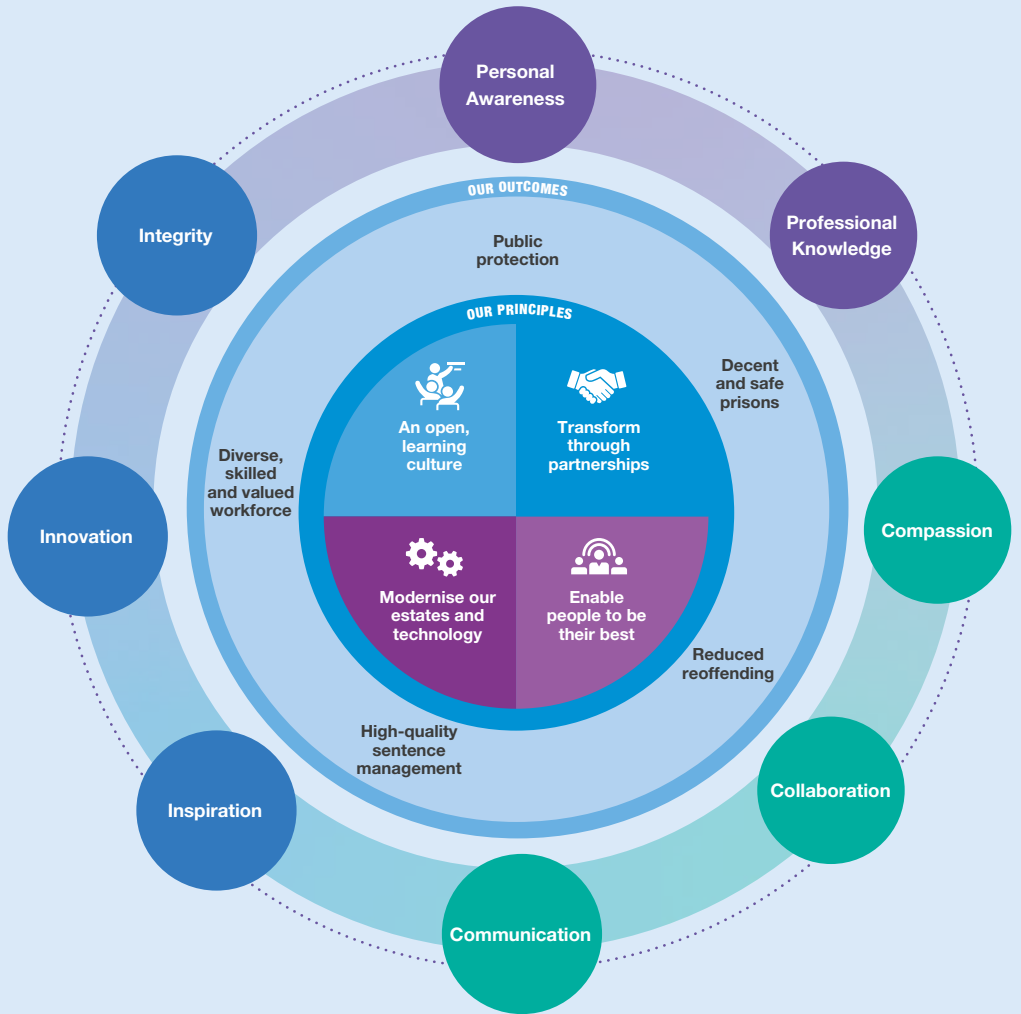 Personal
Awareness
Professional
Knowledge
Compassion
Collaboration
Communication
Inspiration
Innovation
Integrity
OUR OUTCOMES
Public
protection
Decent
and safe
prisons
Reduced
reoffending
High-quality
sentence
management
Diverse,
skilled
and valued
workforce
OUR PRINCIPLES
An open,
learning
culture
Transform
through
partnerships
Modernise our
estates and
technology
Enable
people to be
their best